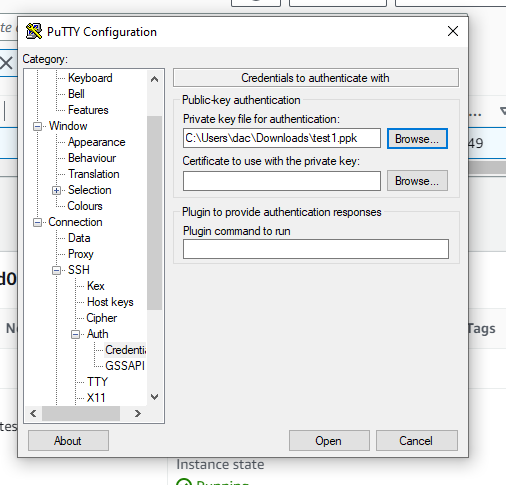 PuTTY Configuration
Category:
Keyboard
Bell
Features
Window
Appearance
Behaviour
Translation
Selection
Colours
Connection
Data
Proxy
SSH
Kex
Host keys
Cipher
Auth
Credentia
GSSAPI
TTY
X11
Credentials to authenticate with
Public-key authentication
Private key file for authentication:
C:\Users\dac\Downloads\test1.ppk
Browse...
Certificate to use with the private key:
Browse...
Plugin to provide authentication responses
Plugin command to run
About
Open
Cancel
49
d0
Tags
Instance state
Running